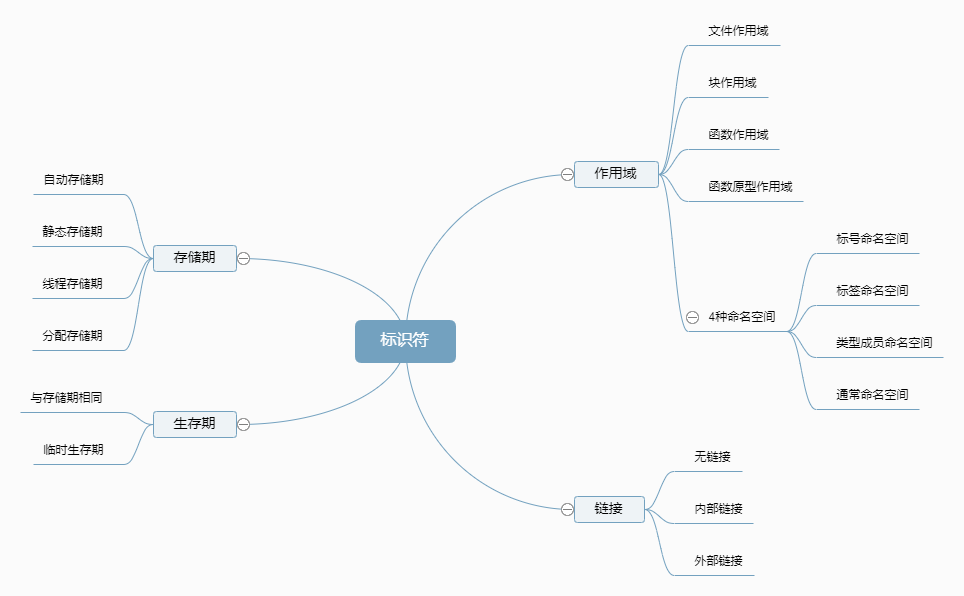 标识符
作用域
文件作用域
块作用域
函数作用域
函数原型作用域
4种命名空间
标号命名空间
标签命名空间
类型成员命名空间
通常命名空间
链接
无链接
内部链接
外部链接
存储期
自动存储期
静态存储期
线程存储期
分配存储期
生存期
与存储期相同
临时生存期